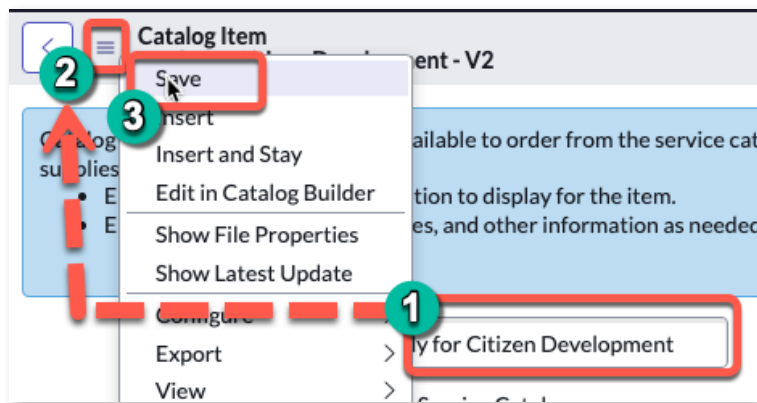 Catalog Item
ent - V2
2
Save
3
Insert
ailable to order from the service cat
supplies
Insert and Stay
Edit in Catalog Builder
tion to display for the item.
es, and other information as needed
Show File Properties
Show Latest Update
1
Configure
ly for Citizen Development
Export
View